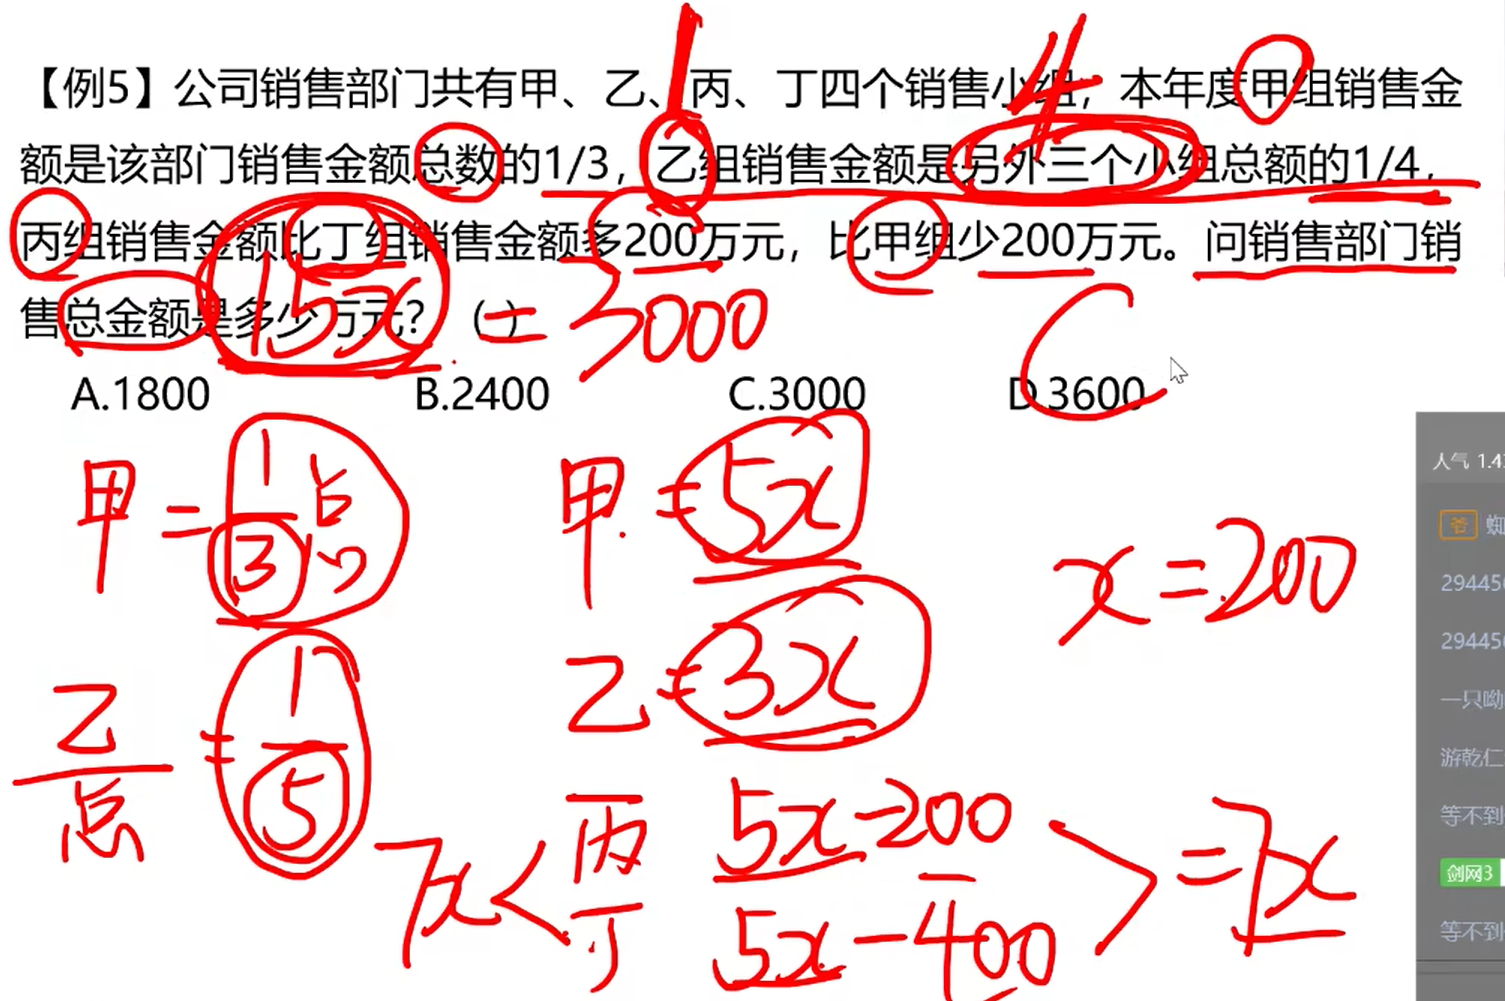 【例5】公司销售部门共有甲、乙、丙、丁四个销售小组，本年度甲组销售金
额是该部门销售金额总数的1/3，乙组销售金额是另外三个小组总额的1/4，
丙组销售金额比丁组销售金额多200万元，比甲组少200万元。问销售部门销
售总金额是多少万元？（ ）
1
4
15x = 3000
C
A.1800 B.2400 C.3000 D.3600
甲 = 1/3 总
甲 = 5x
x = 200
乙/总 = 1/5
乙 = 3x
7x < 丙 5x - 200
丁 5x - 400
> = 7x
人气 1.4
答
2944
2944
一只呦
游乾仁
等不到
剑网3
等不到